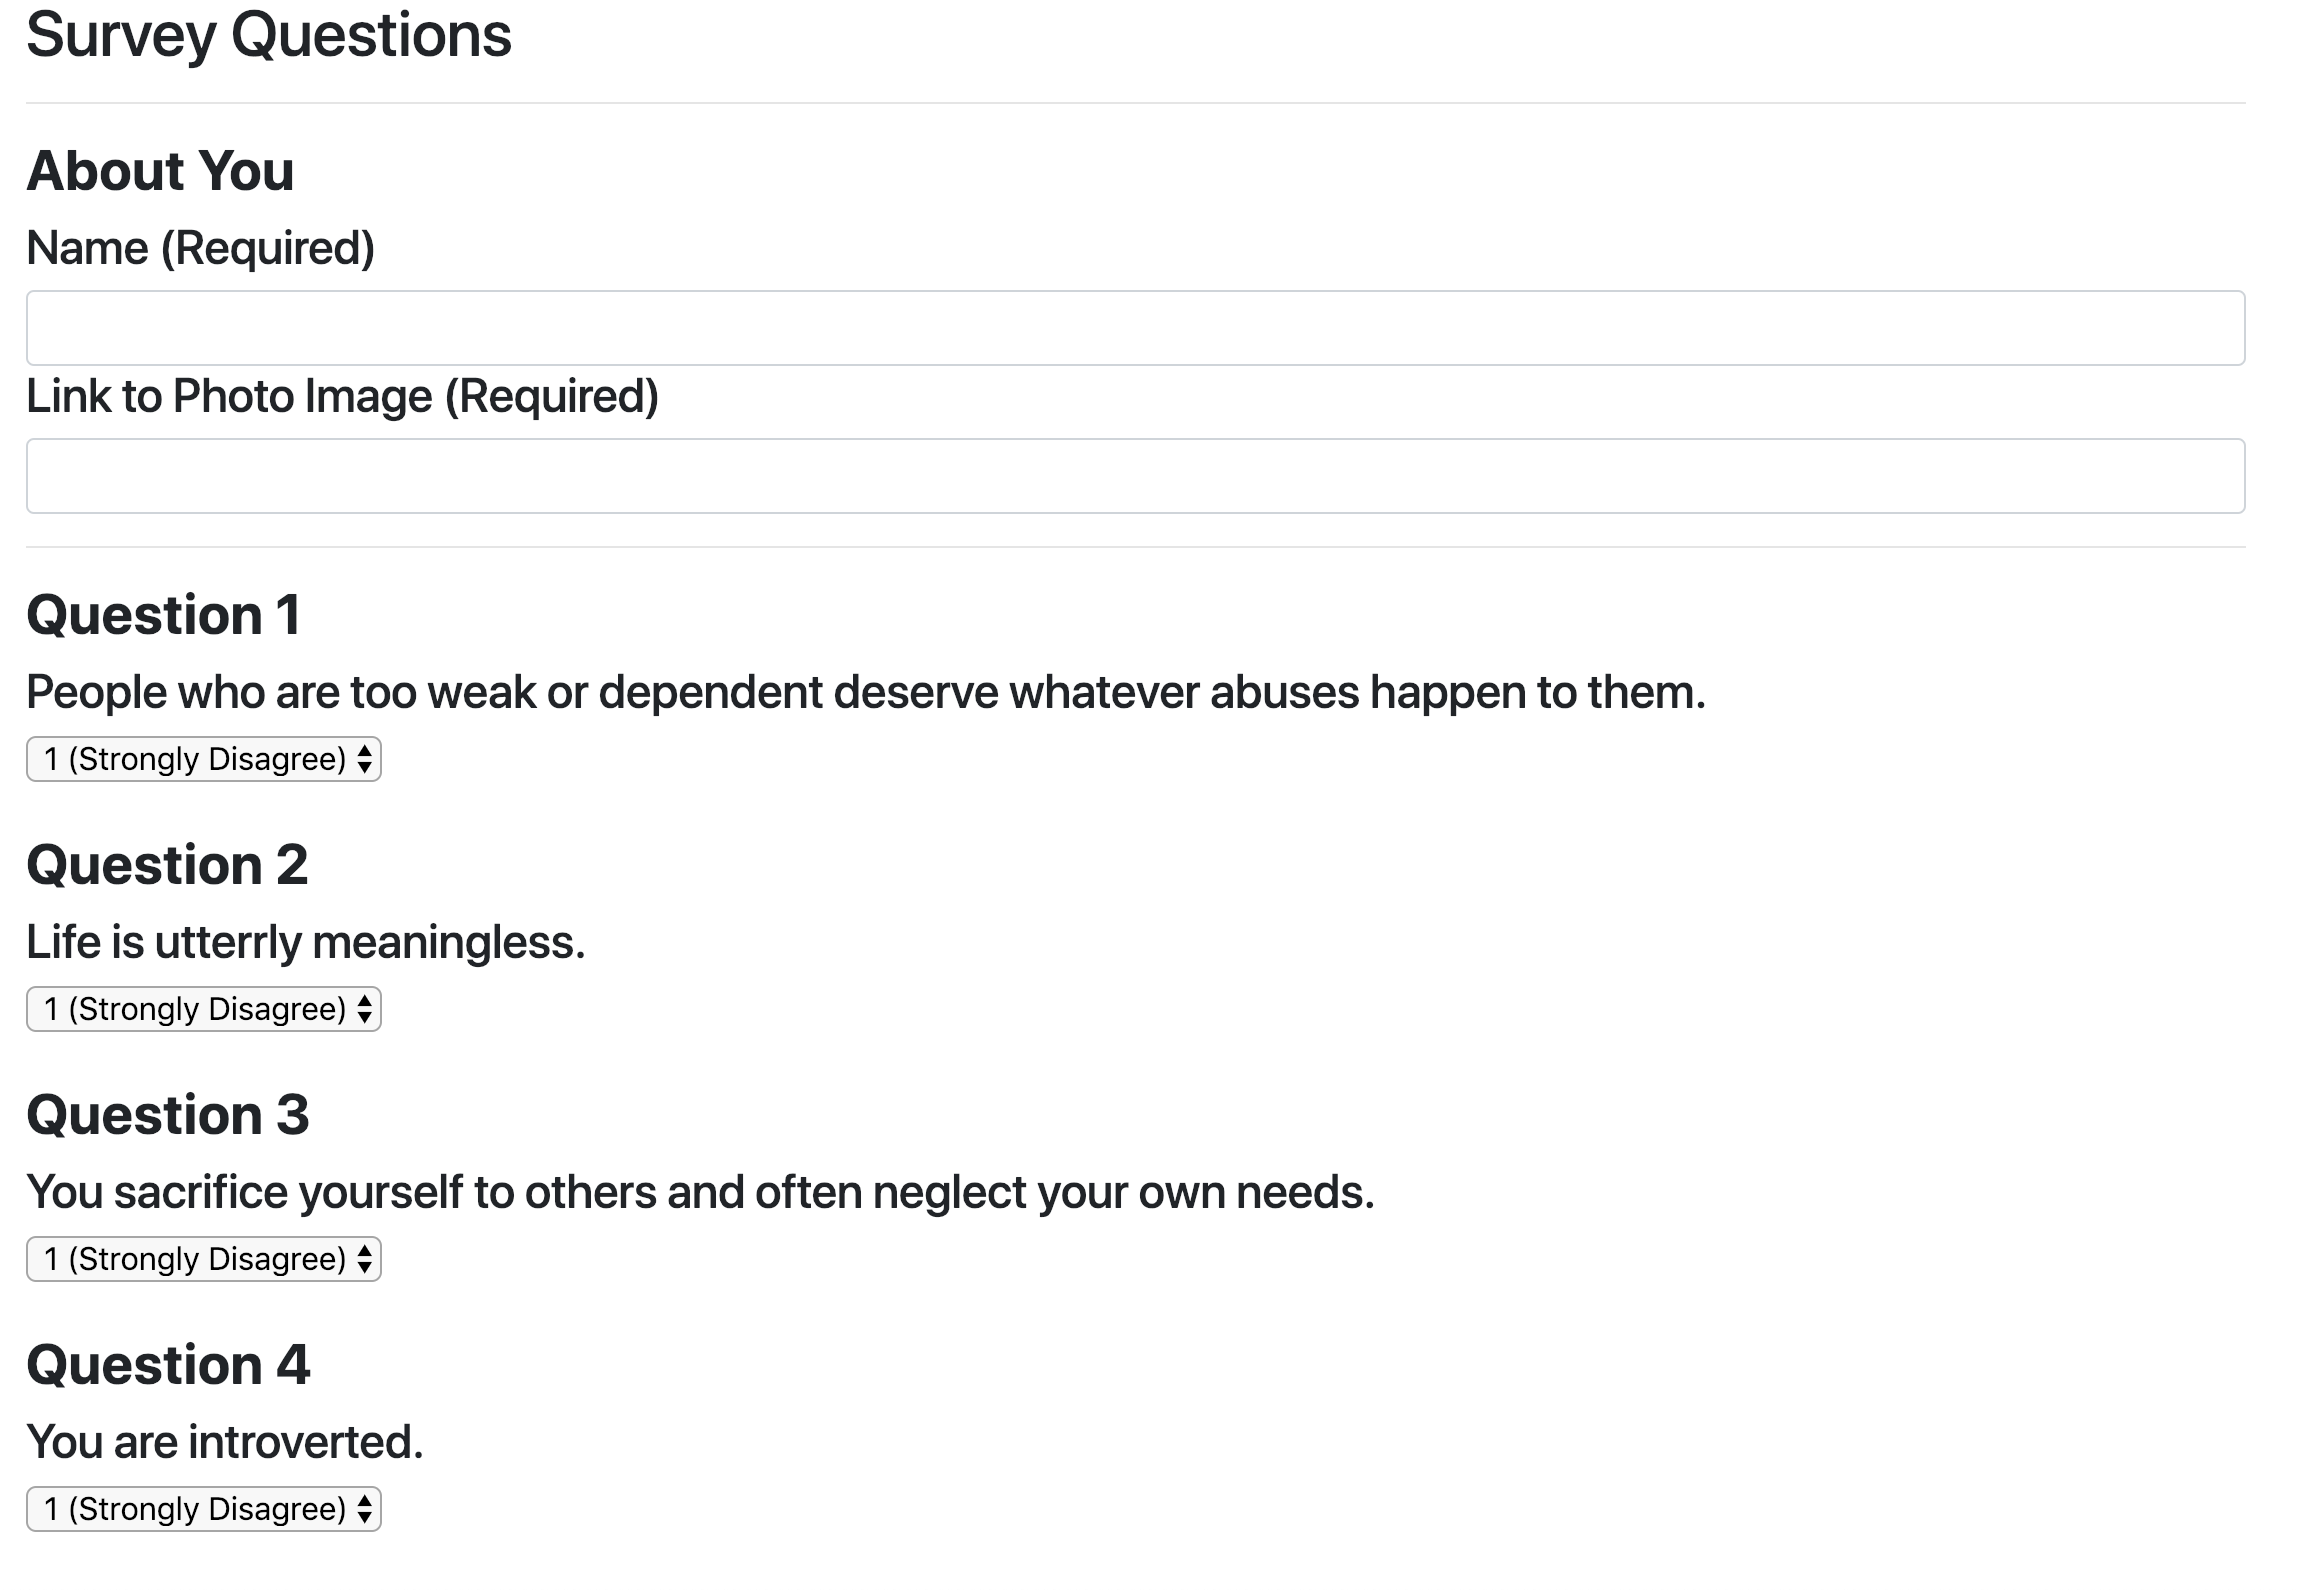 Survey Questions
About You
Name (Required)
Link to Photo Image (Required)
Question 1
People who are too weak or dependent deserve whatever abuses happen to them.
1 (Strongly Disagree)
Question 2
Life is utterrly meaningless.
1 (Strongly Disagree)
Question 3
You sacrifice yourself to others and often neglect your own needs.
1 (Strongly Disagree)
Question 4
You are introverted.
1 (Strongly Disagree)